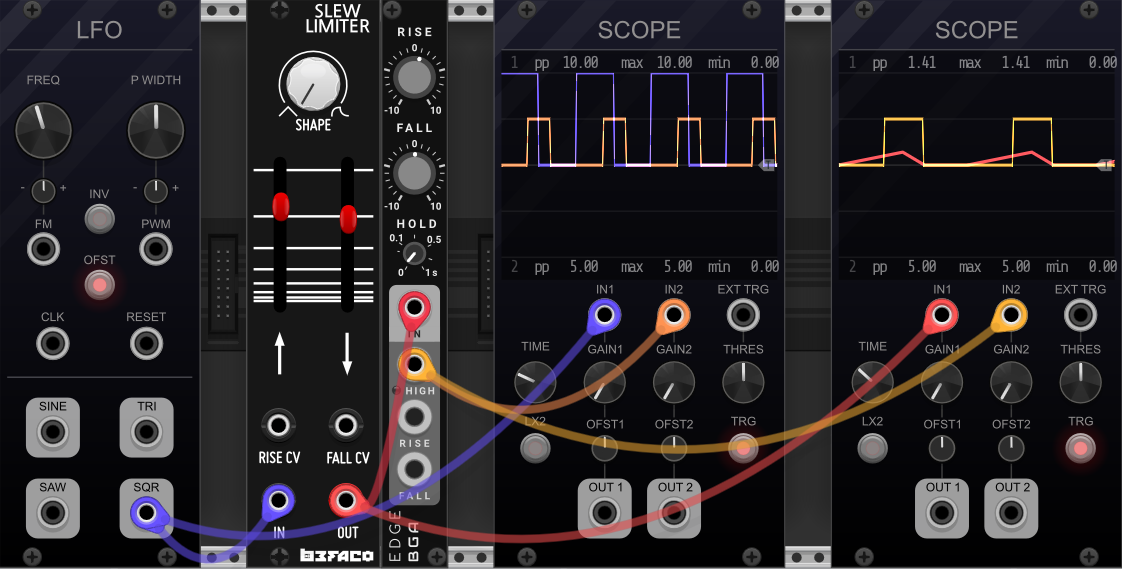 LFO
FREQ
P WIDTH
- +
- +
INV
FM
PWM
OFST
CLK
RESET
SINE
TRI
SAW
SQR
SLEW
LIMITER
SHAPE
RISE CV
FALL CV
IN
OUT
BEFACO
RISE
0
-10 10
FALL
0
-10 10
HOLD
0.1 0.5
0 1s
IN
HIGH
RISE
FALL
EDGE
BGA
SCOPE
1 pp 10.00 max 10.00 min 0.00
T
2 pp 5.00 max 5.00 min 0.00
IN1
IN2
EXT TRG
TIME
GAIN1
GAIN2
THRES
LX2
OFST1
OFST2
TRG
OUT 1
OUT 2
SCOPE
1 pp 1.41 max 1.41 min 0.00
T
2 pp 5.00 max 5.00 min 0.00
IN1
IN2
EXT TRG
TIME
GAIN1
GAIN2
THRES
LX2
OFST1
OFST2
TRG
OUT 1
OUT 2